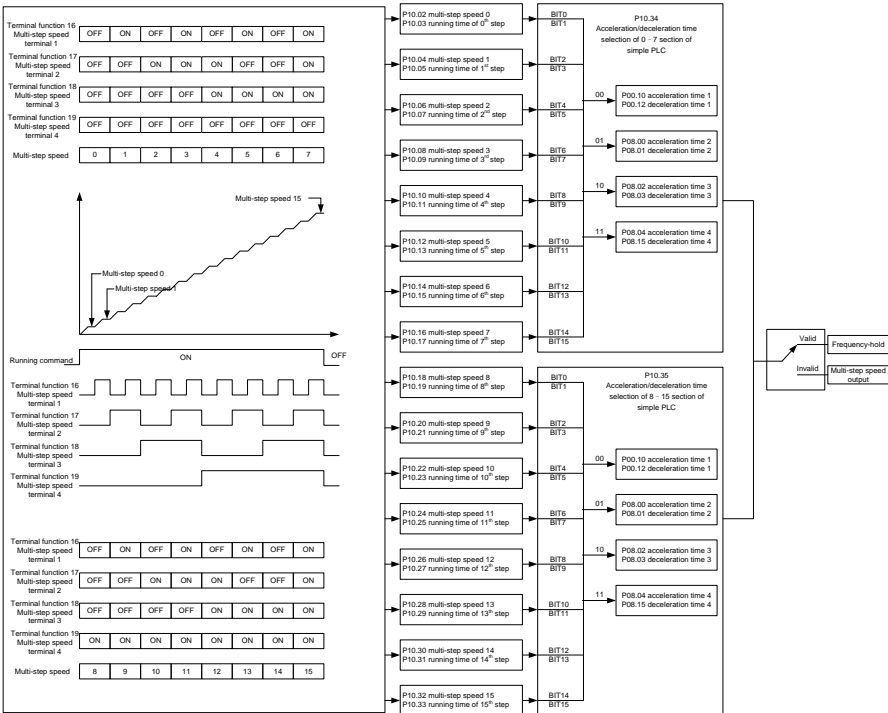 Terminal function 16
Multi-step speed
terminal 1
OFF ON OFF ON OFF ON OFF ON
Terminal function 17
Multi-step speed
terminal 2
OFF OFF ON ON OFF OFF ON ON
Terminal function 18
Multi-step speed
terminal 3
OFF OFF OFF OFF ON ON ON ON
Terminal function 19
Multi-step speed
terminal 4
OFF OFF OFF OFF OFF OFF OFF OFF
Multi-step speed 0 1 2 3 4 5 6 7
Multi-step speed 15
Multi-step speed 0
Multi-step speed 1
Running command
ON
OFF
Terminal function 16
Multi-step speed
terminal 1
Terminal function 17
Multi-step speed
terminal 2
Terminal function 18
Multi-step speed
terminal 3
Terminal function 19
Multi-step speed
terminal 4
Terminal function 16
Multi-step speed
terminal 1
OFF ON OFF ON OFF ON OFF ON
Terminal function 17
Multi-step speed
terminal 2
OFF OFF ON ON OFF OFF ON ON
Terminal function 18
Multi-step speed
terminal 3
OFF OFF OFF OFF ON ON ON ON
Terminal function 19
Multi-step speed
terminal 4
ON ON ON ON ON ON ON ON
Multi-step speed 8 9 10 11 12 13 14 15
P10.02 multi-step speed 0
P10.03 running time of 0th step
P10.04 multi-step speed 1
P10.05 running time of 1st step
P10.06 multi-step speed 2
P10.07 running time of 2nd step
P10.08 multi-step speed 3
P10.09 running time of 3rd step
P10.10 multi-step speed 4
P10.11 running time of 4th step
P10.12 multi-step speed 5
P10.13 running time of 5th step
P10.14 multi-step speed 6
P10.15 running time of 6th step
P10.16 multi-step speed 7
P10.17 running time of 7th step
P10.18 multi-step speed 8
P10.19 running time of 8th step
P10.20 multi-step speed 9
P10.21 running time of 9th step
P10.22 multi-step speed 10
P10.23 running time of 10th step
P10.24 multi-step speed 11
P10.25 running time of 11th step
P10.26 multi-step speed 12
P10.27 running time of 12th step
P10.28 multi-step speed 13
P10.29 running time of 13th step
P10.30 multi-step speed 14
P10.31 running time of 14th step
P10.32 multi-step speed 15
P10.33 running time of 15th step
BIT0
BIT1
BIT2
BIT3
BIT4
BIT5
BIT6
BIT7
BIT8
BIT9
BIT10
BIT11
BIT12
BIT13
BIT14
BIT15
P10.34
Acceleration/deceleration time
selection of 0 - 7 section of
simple PLC
00
P00.10 acceleration time 1
P00.12 deceleration time 1
01
P08.00 acceleration time 2
P08.01 deceleration time 2
10
P08.02 acceleration time 3
P08.03 deceleration time 3
11
P08.04 acceleration time 4
P08.15 deceleration time 4
BIT0
BIT1
BIT2
BIT3
BIT4
BIT5
BIT6
BIT7
BIT8
BIT9
BIT10
BIT11
BIT12
BIT13
BIT14
BIT15
P10.35
Acceleration/deceleration time
selection of 8 - 15 section of
simple PLC
00
P00.10 acceleration time 1
P00.12 deceleration time 1
01
P08.00 acceleration time 2
P08.01 deceleration time 2
10
P08.02 acceleration time 3
P08.03 deceleration time 3
11
P08.04 acceleration time 4
P08.15 deceleration time 4
Valid
Frequency-hold
Invalid
Multi-step speed
output